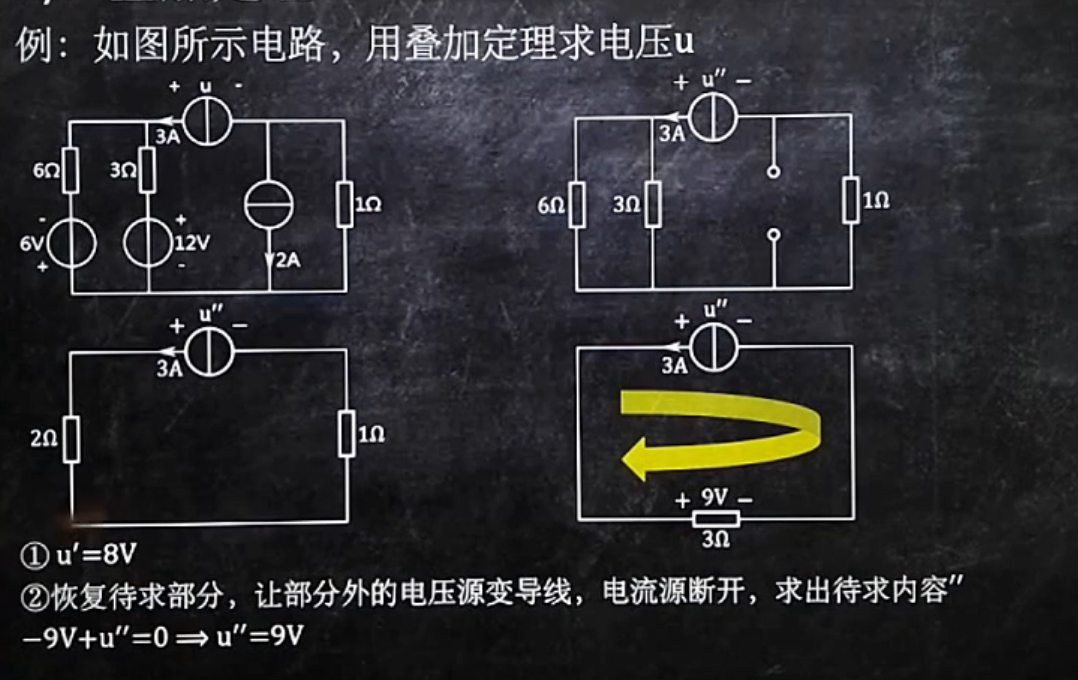 例：如图所示电路，用叠加定理求电压u
+ u -
3A
6Ω
3Ω
1Ω
-
6V
+
+
12V
-
2A
+ u″ −
3A
6Ω
3Ω
1Ω
+ u″ −
3A
2Ω
1Ω
+ u″ −
3A
+ 9V −
3Ω
① u′=8V
②恢复待求部分，让部分外的电压源变导线，电流源断开，求出待求内容″
−9V+u″=0 ⟹ u″=9V